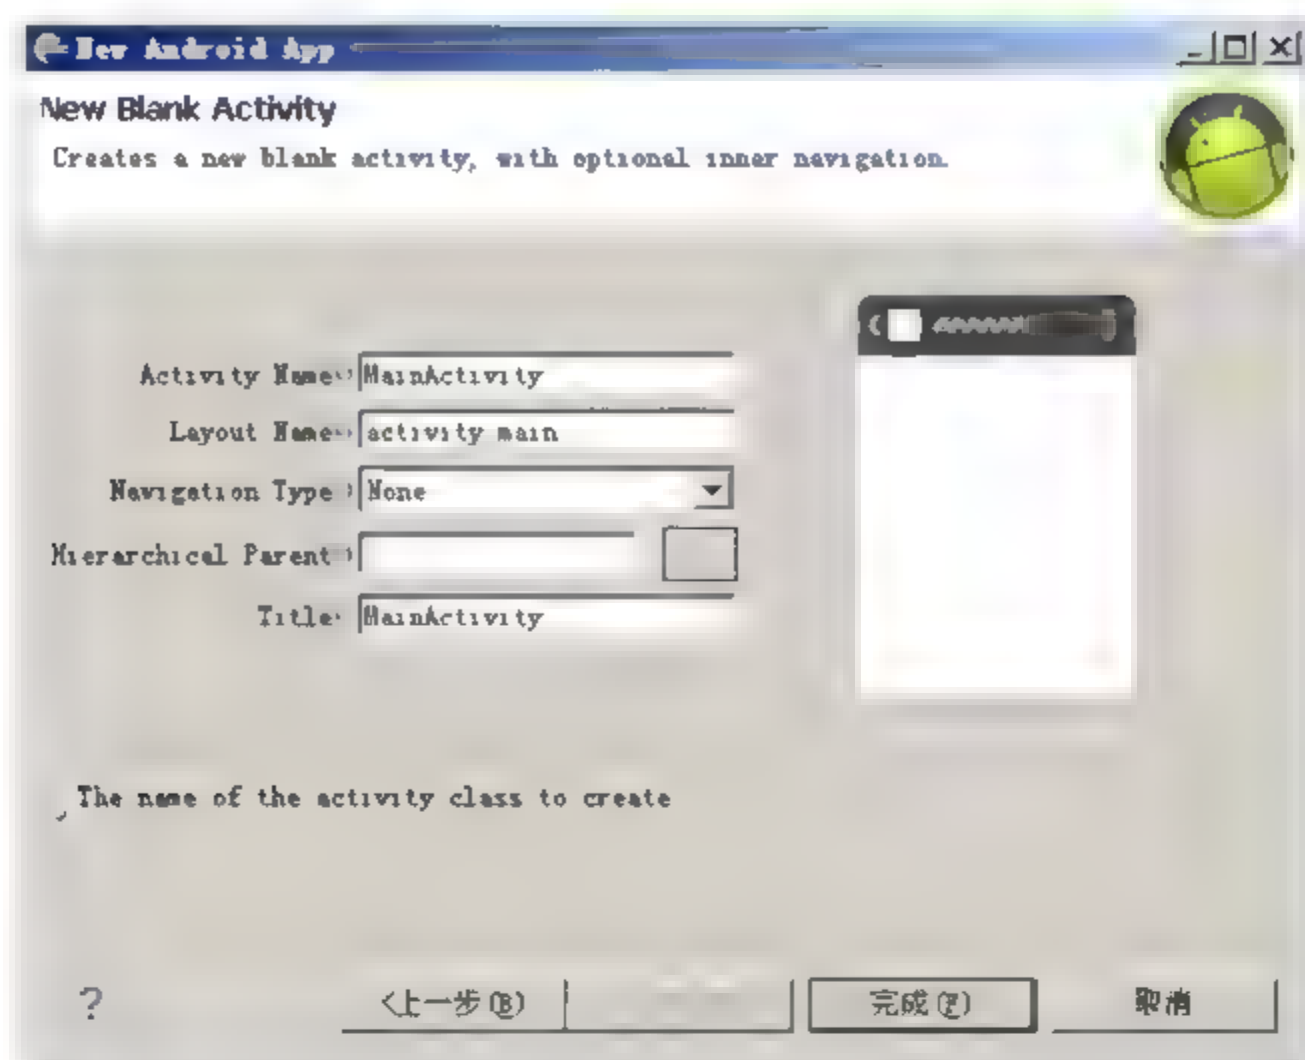 New Android App
New Blank Activity
Creates a new blank activity, with optional inner navigation.
Activity Name MainActivity
Layout Name activity main
Navigation Type None
Hierarchical Parent
Title MainActivity
The name of the activity class to create
? <上一步(B) 完成(F) 取消